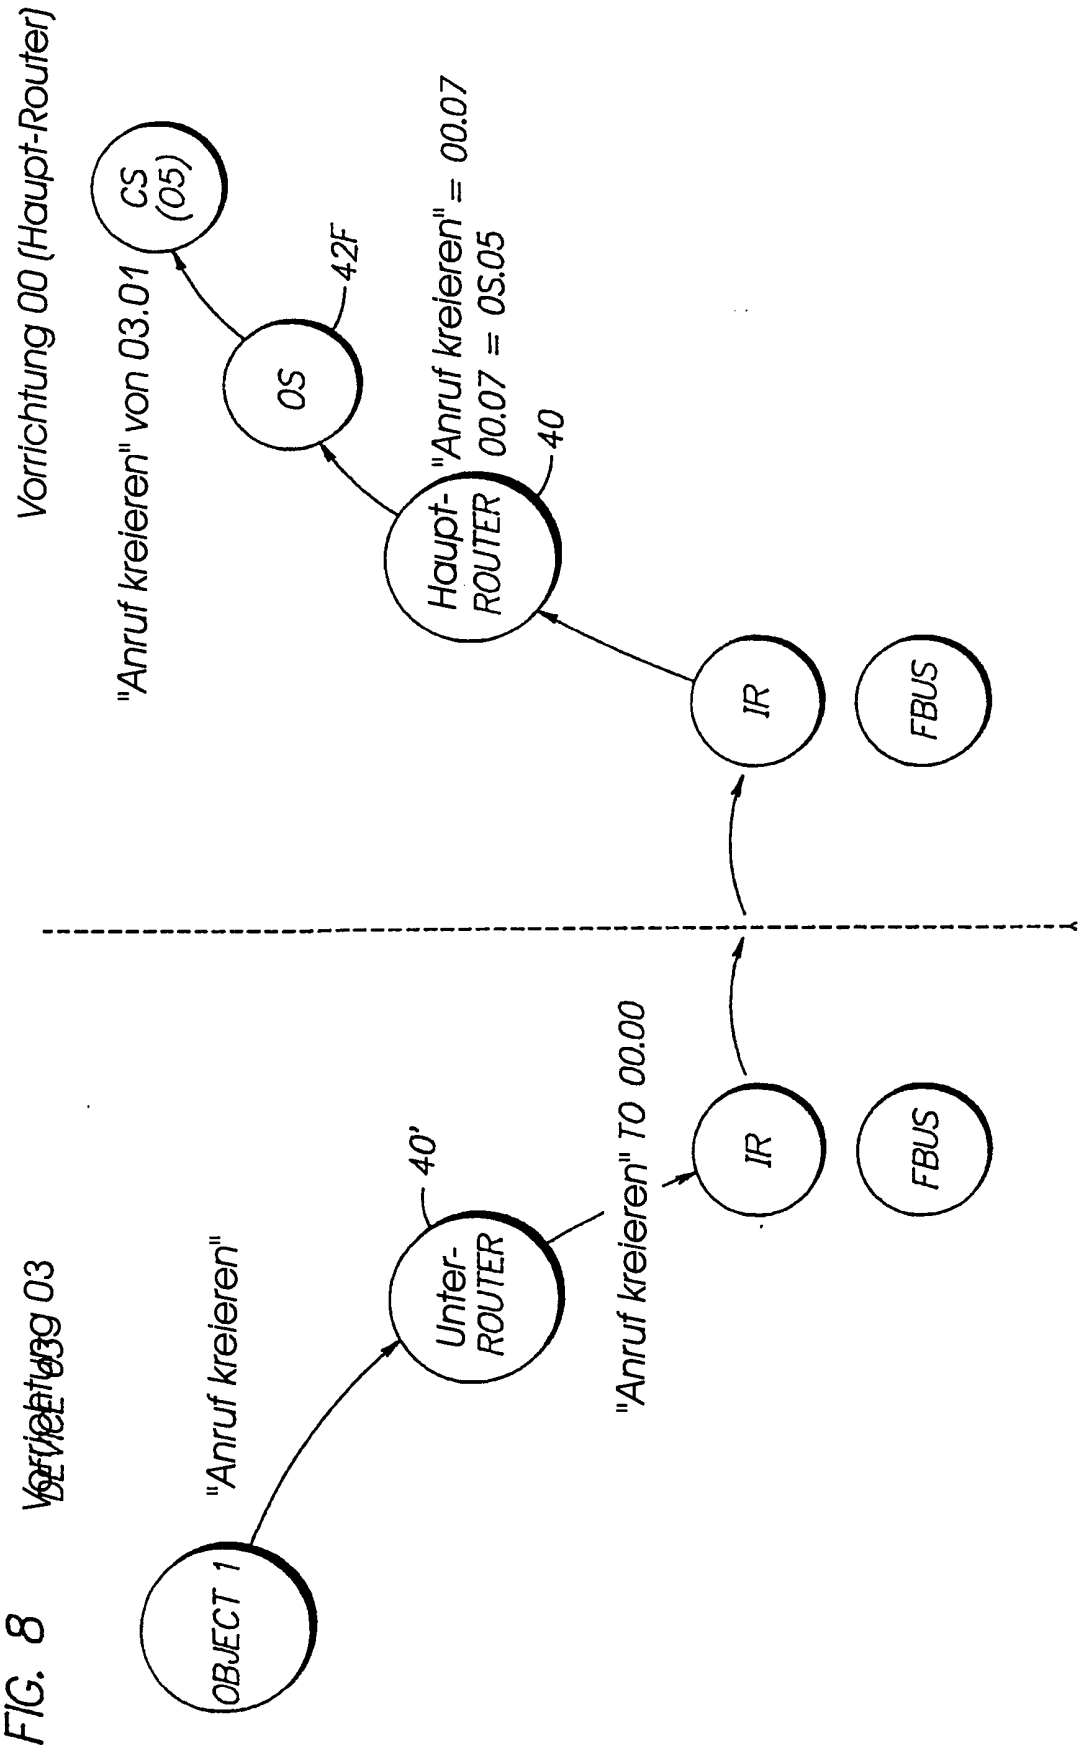 FIG. 8
Vorrichtung 03
DEVICE 03
Vorrichtung 00 (Haupt-Router)
OBJECT 1
"Anruf kreieren"
Unter-
ROUTER
40'
"Anruf kreieren" TO 00.00
IR
FBUS
"Anruf kreieren" von 03.01
CS
(05)
OS
42F
Haupt-
ROUTER
40
"Anruf kreieren" = 00.07
00.07 = 0S.05
IR
FBUS